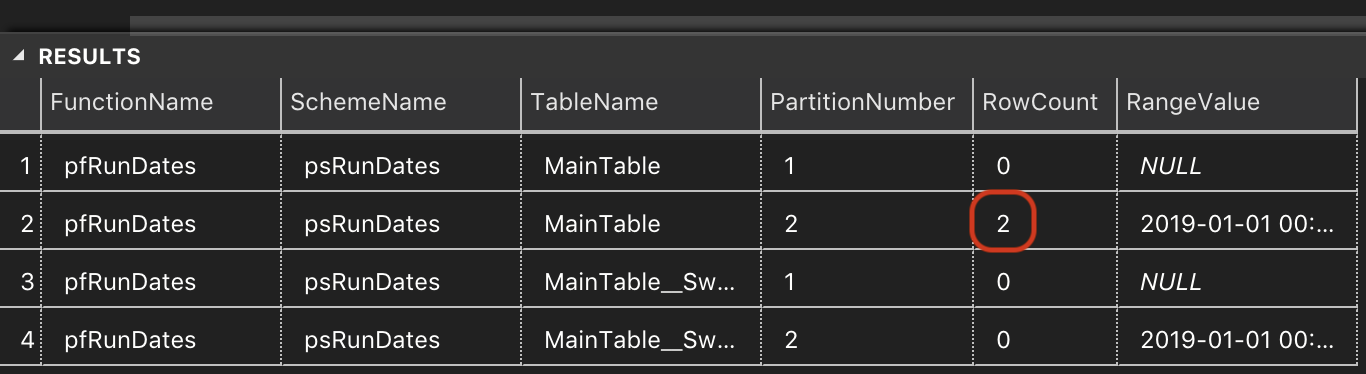 RESULTS
FunctionName SchemeName TableName PartitionNumber RowCount RangeValue
1 pfRunDates psRunDates MainTable 1 0 NULL
2 pfRunDates psRunDates MainTable 2 2 2019-01-01 00:...
3 pfRunDates psRunDates MainTable__Sw... 1 0 NULL
4 pfRunDates psRunDates MainTable__Sw... 2 0 2019-01-01 00:...